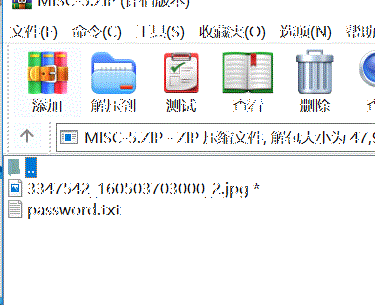 MISC-5.ZIP (评估版本)
文件(F) 命令(C) 工具(S) 收藏夹(O) 选项(N) 帮助
添加 解压到 测试 查看 删除 查
MISC-5.ZIP - ZIP 压缩文件, 解包大小为 47,9
..
3347542_160503703000_2.jpg *
password.txt